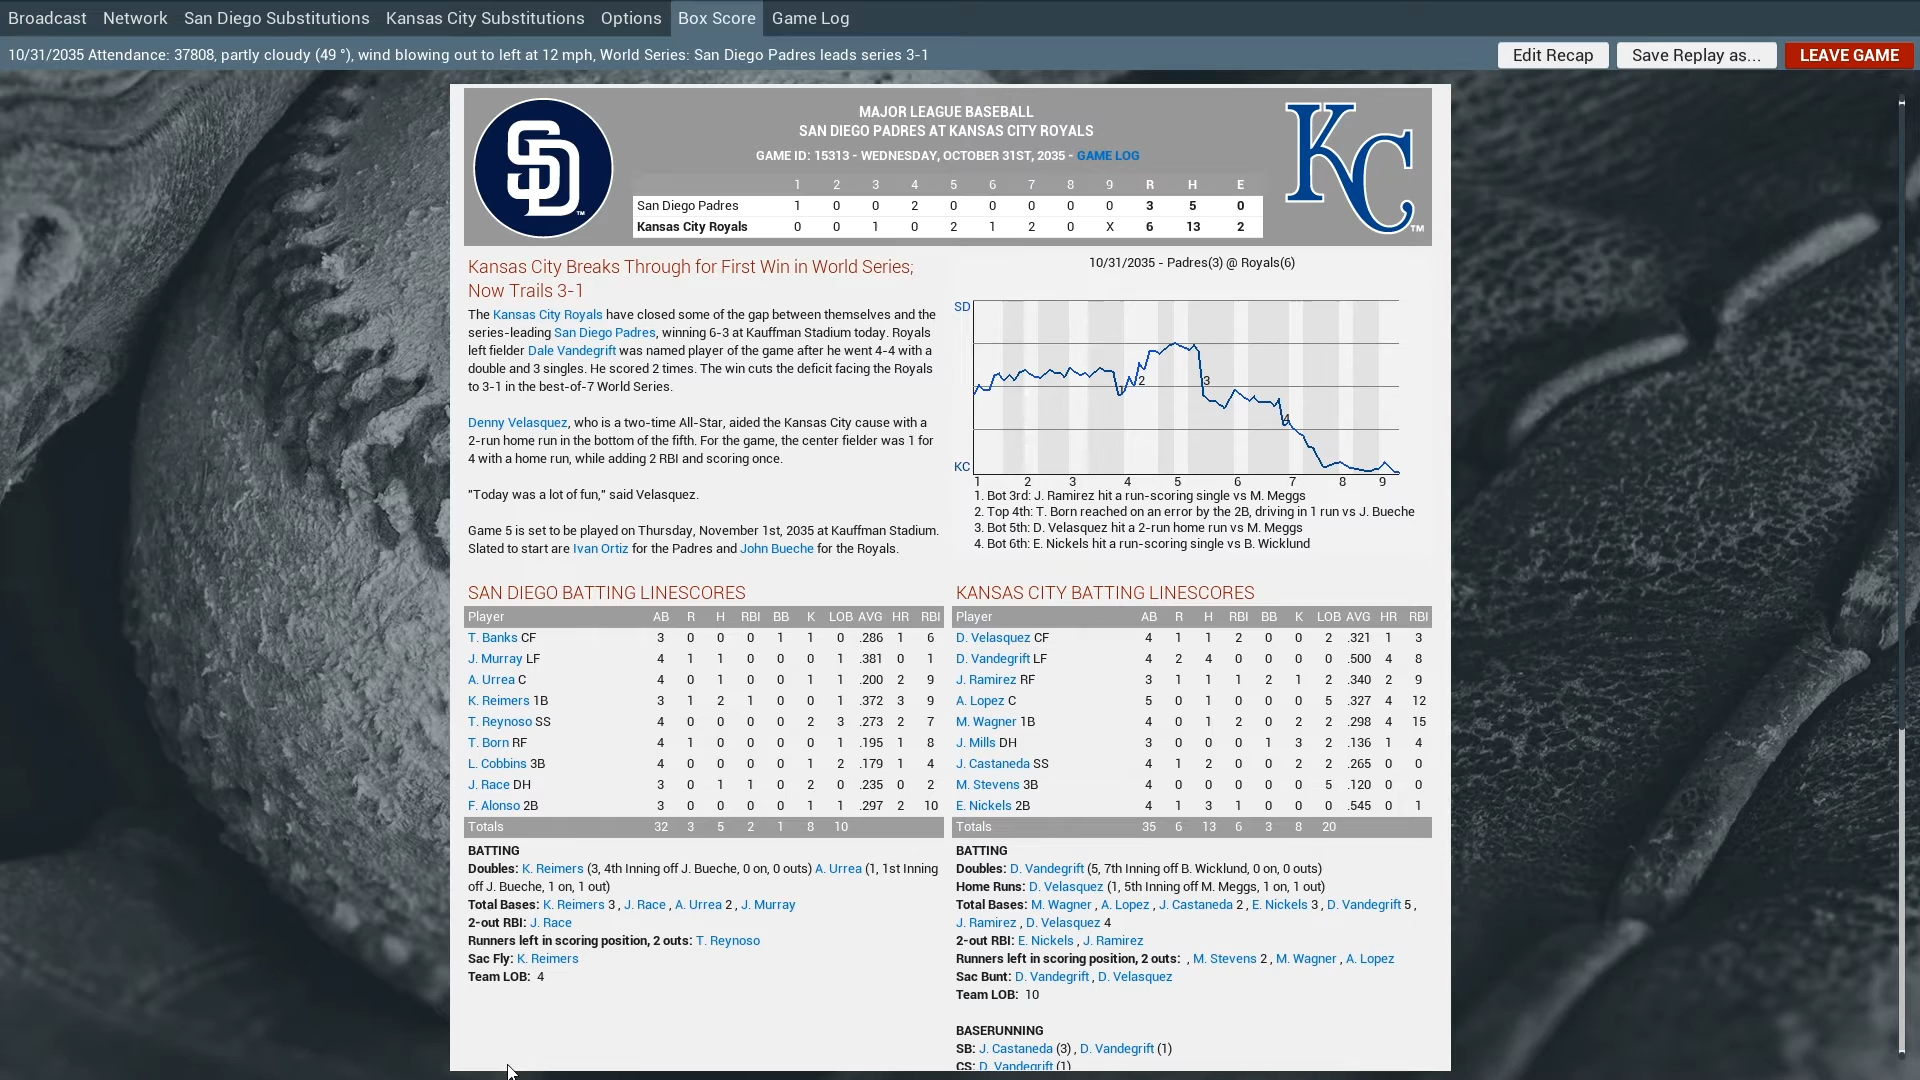 Broadcast Network San Diego Substitutions Kansas City Substitutions Options Box Score Game Log
10/31/2035 Attendance: 37808, partly cloudy (49 °), wind blowing out to left at 12 mph, World Series: San Diego Padres leads series 3-1
Edit Recap Save Replay as... LEAVE GAME
SD
TM
MAJOR LEAGUE BASEBALL
SAN DIEGO PADRES AT KANSAS CITY ROYALS
GAME ID: 15313 - WEDNESDAY, OCTOBER 31ST, 2035 - GAME LOG
1 2 3 4 5 6 7 8 9 R H E
San Diego Padres 1 0 0 2 0 0 0 0 0 3 5 0
Kansas City Royals 0 0 1 0 2 1 2 0 X 6 13 2
KC
TM
Kansas City Breaks Through for First Win in World Series;
Now Trails 3-1
The Kansas City Royals have closed some of the gap between themselves and the
series-leading San Diego Padres, winning 6-3 at Kauffman Stadium today. Royals
left fielder Dale Vandegrift was named player of the game after he went 4-4 with a
double and 3 singles. He scored 2 times. The win cuts the deficit facing the Royals
to 3-1 in the best-of-7 World Series.
Denny Velasquez, who is a two-time All-Star, aided the Kansas City cause with a
2-run home run in the bottom of the fifth. For the game, the center fielder was 1 for
4 with a home run, while adding 2 RBI and scoring once.
"Today was a lot of fun," said Velasquez.
Game 5 is set to be played on Thursday, November 1st, 2035 at Kauffman Stadium.
Slated to start are Ivan Ortiz for the Padres and John Bueche for the Royals.
10/31/2035 - Padres(3) @ Royals(6)
SD
KC
1
2
3
4
1 2 3 4 5 6 7 8 9
1. Bot 3rd: J. Ramirez hit a run-scoring single vs M. Meggs
2. Top 4th: T. Born reached on an error by the 2B, driving in 1 run vs J. Bueche
3. Bot 5th: D. Velasquez hit a 2-run home run vs M. Meggs
4. Bot 6th: E. Nickels hit a run-scoring single vs B. Wicklund
SAN DIEGO BATTING LINESCORES
Player AB R H RBI BB K LOB AVG HR RBI
T. Banks CF 3 0 0 0 1 1 0 .286 1 6
J. Murray LF 4 1 1 0 0 0 1 .381 0 1
A. Urrea C 4 0 1 0 0 1 1 .200 2 9
K. Reimers 1B 3 1 2 1 0 0 1 .372 3 9
T. Reynoso SS 4 0 0 0 0 2 3 .273 2 7
T. Born RF 4 1 0 0 0 0 1 .195 1 8
L. Cobbins 3B 4 0 0 0 0 1 2 .179 1 4
J. Race DH 3 0 1 1 0 2 0 .235 0 2
F. Alonso 2B 3 0 0 0 0 1 1 .297 2 10
Totals 32 3 5 2 1 8 10
BATTING
Doubles: K. Reimers (3, 4th Inning off J. Bueche, 0 on, 0 outs) A. Urrea (1, 1st Inning
off J. Bueche, 1 on, 1 out)
Total Bases: K. Reimers 3 , J. Race , A. Urrea 2 , J. Murray
2-out RBI: J. Race
Runners left in scoring position, 2 outs: T. Reynoso
Sac Fly: K. Reimers
Team LOB: 4
KANSAS CITY BATTING LINESCORES
Player AB R H RBI BB K LOB AVG HR RBI
D. Velasquez CF 4 1 1 2 0 0 2 .321 1 3
D. Vandegrift LF 4 2 4 0 0 0 0 .500 4 8
J. Ramirez RF 3 1 1 1 2 1 2 .340 2 9
A. Lopez C 5 0 1 0 0 0 5 .327 4 12
M. Wagner 1B 4 0 1 2 0 2 2 .298 4 15
J. Mills DH 3 0 0 0 1 3 2 .136 1 4
J. Castaneda SS 4 1 2 0 0 2 2 .265 0 0
M. Stevens 3B 4 0 0 0 0 0 5 .120 0 0
E. Nickels 2B 4 1 3 1 0 0 0 .545 0 1
Totals 35 6 13 6 3 8 20
BATTING
Doubles: D. Vandegrift (5, 7th Inning off B. Wicklund, 0 on, 0 outs)
Home Runs: D. Velasquez (1, 5th Inning off M. Meggs, 1 on, 1 out)
Total Bases: M. Wagner , A. Lopez , J. Castaneda 2 , E. Nickels 3 , D. Vandegrift 5 ,
J. Ramirez , D. Velasquez 4
2-out RBI: E. Nickels , J. Ramirez
Runners left in scoring position, 2 outs: , M. Stevens 2 , M. Wagner , A. Lopez
Sac Bunt: D. Vandegrift , D. Velasquez
Team LOB: 10
BASERUNNING
SB: J. Castaneda (3) , D. Vandegrift (1)
CS: D. Vandegrift (1)